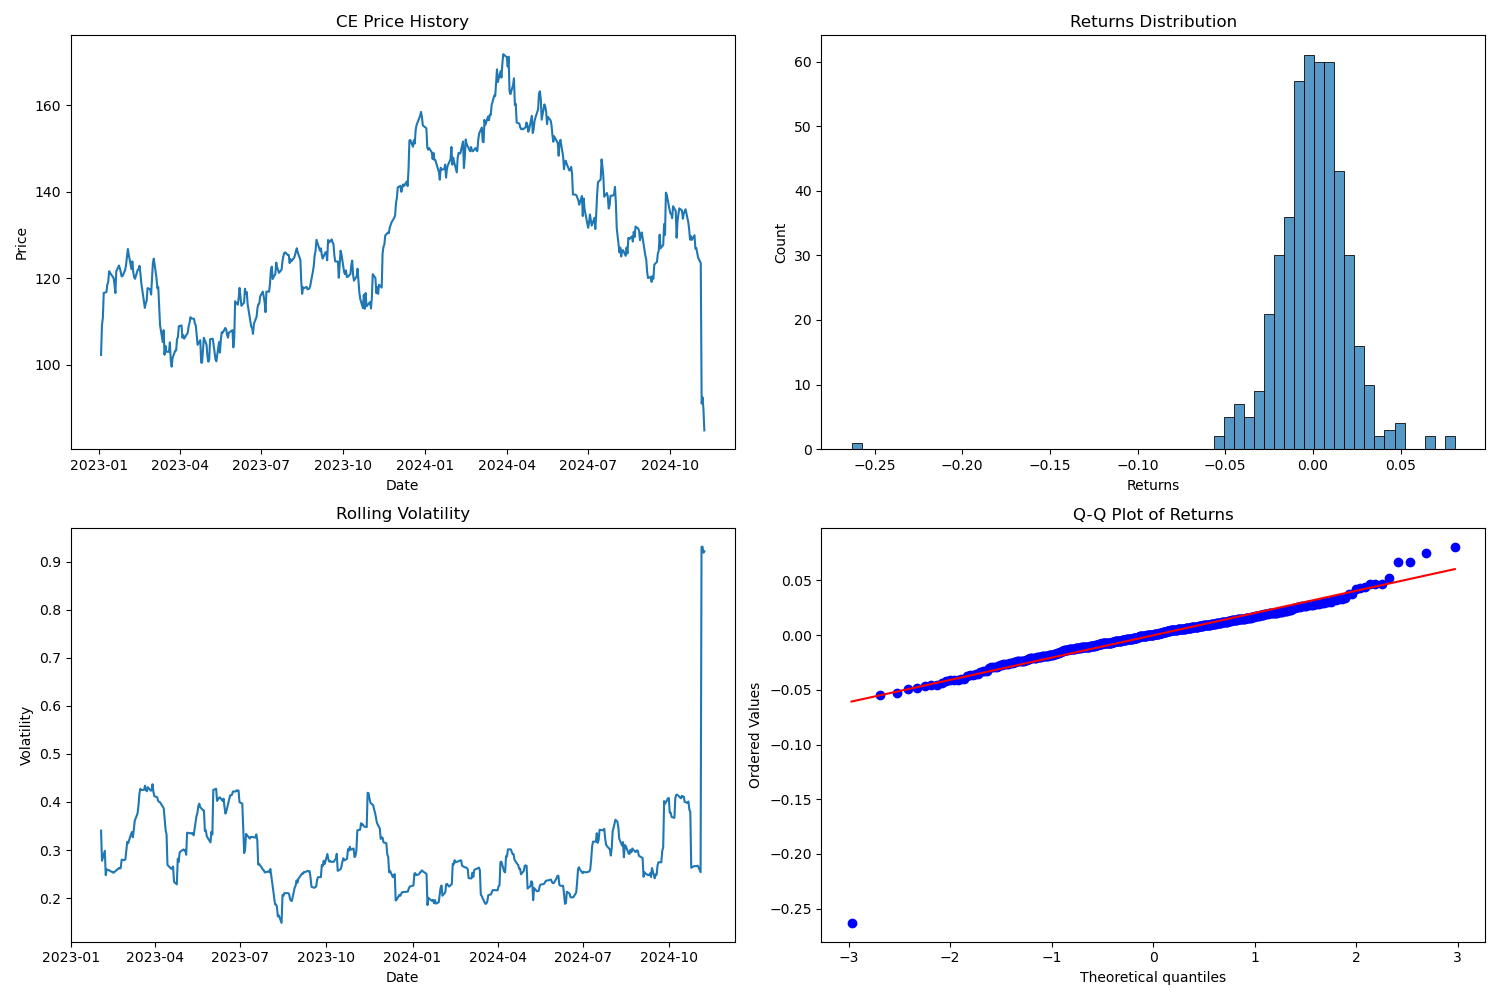 CE Price History
Price
160
140
120
100
2023-01 2023-04 2023-07 2023-10 2024-01 2024-04 2024-07 2024-10
Date
Returns Distribution
Count
60
50
40
30
20
10
0
−0.25 −0.20 −0.15 −0.10 −0.05 0.00 0.05
Returns
Rolling Volatility
Volatility
0.9
0.8
0.7
0.6
0.5
0.4
0.3
0.2
2023-01 2023-04 2023-07 2023-10 2024-01 2024-04 2024-07 2024-10
Date
Q-Q Plot of Returns
Ordered Values
0.05
0.00
−0.05
−0.10
−0.15
−0.20
−0.25
−3 −2 −1 0 1 2 3
Theoretical quantiles